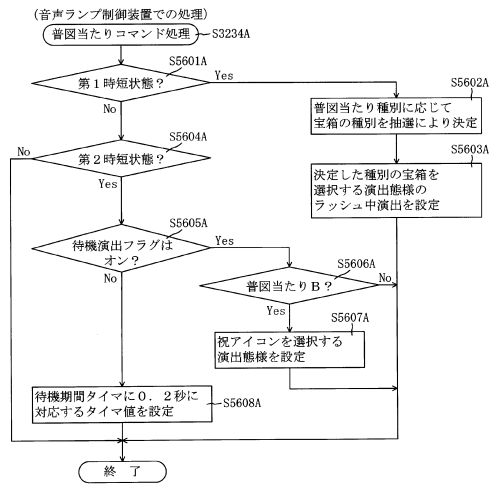 (音声ランプ制御装置での処理)
普図当たりコマンド処理
S3234A
第1時短状態?
S5601A
Yes
No
普図当たり種別に応じて
宝箱の種別を抽選により決定
S5602A
第2時短状態?
S5604A
No
Yes
決定した種別の宝箱を
選択する演出態様の
ラッシュ中演出を設定
S5603A
待機演出フラグは
オン?
S5605A
Yes
No
普図当たりB?
S5606A
No
Yes
祝アイコンを選択する
演出態様を設定
S5607A
待機期間タイマに0.2秒に
対応するタイマ値を設定
S5608A
終了